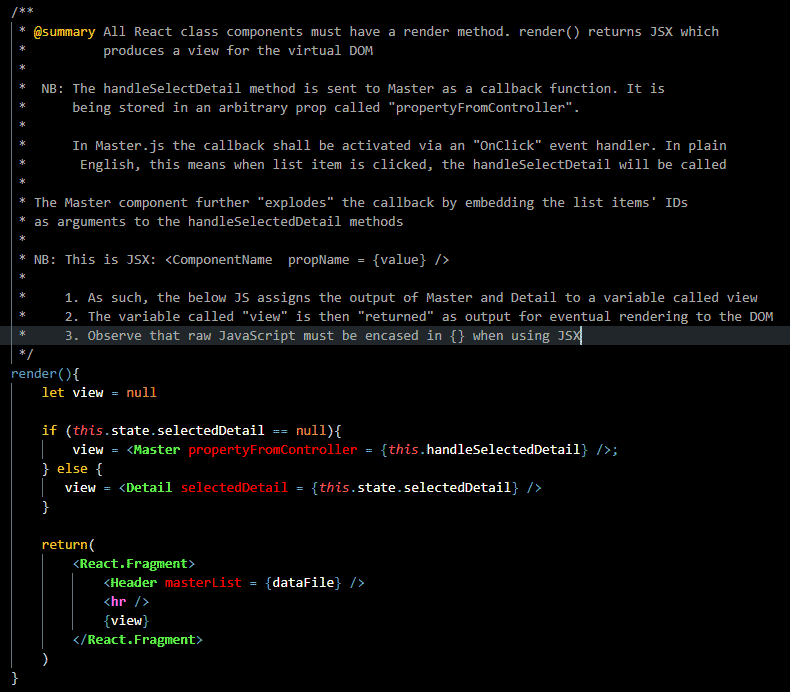 /**
 * @summary All React class components must have a render method. render() returns JSX which
 *          produces a view for the virtual DOM
 *
 *  NB: The handleSelectDetail method is sent to Master as a callback function. It is
 *      being stored in an arbitrary prop called "propertyFromController".
 *
 *      In Master.js the callback shall be activated via an "OnClick" event handler. In plain
 *       English, this means when list item is clicked, the handleSelectDetail will be called
 *
 * The Master component further "explodes" the callback by embedding the list items' IDs
 * as arguments to the handleSelectedDetail methods
 *
 * NB: This is JSX: <ComponentName  propName = {value} />
 *
 *     1. As such, the below JS assigns the output of Master and Detail to a variable called view
 *     2. The variable called "view" is then "returned" as output for eventual rendering to the DOM
 *     3. Observe that raw JavaScript must be encased in {} when using JSX
 */
render(){
    let view = null

    if (this.state.selectedDetail == null){
        view = <Master propertyFromController = {this.handleSelectedDetail} />;
    } else {
       view = <Detail selectedDetail = {this.state.selectedDetail} />
    }

    return(
        <React.Fragment>
            <Header masterList = {dataFile} />
            <hr />
            {view}
        </React.Fragment>
    )
}